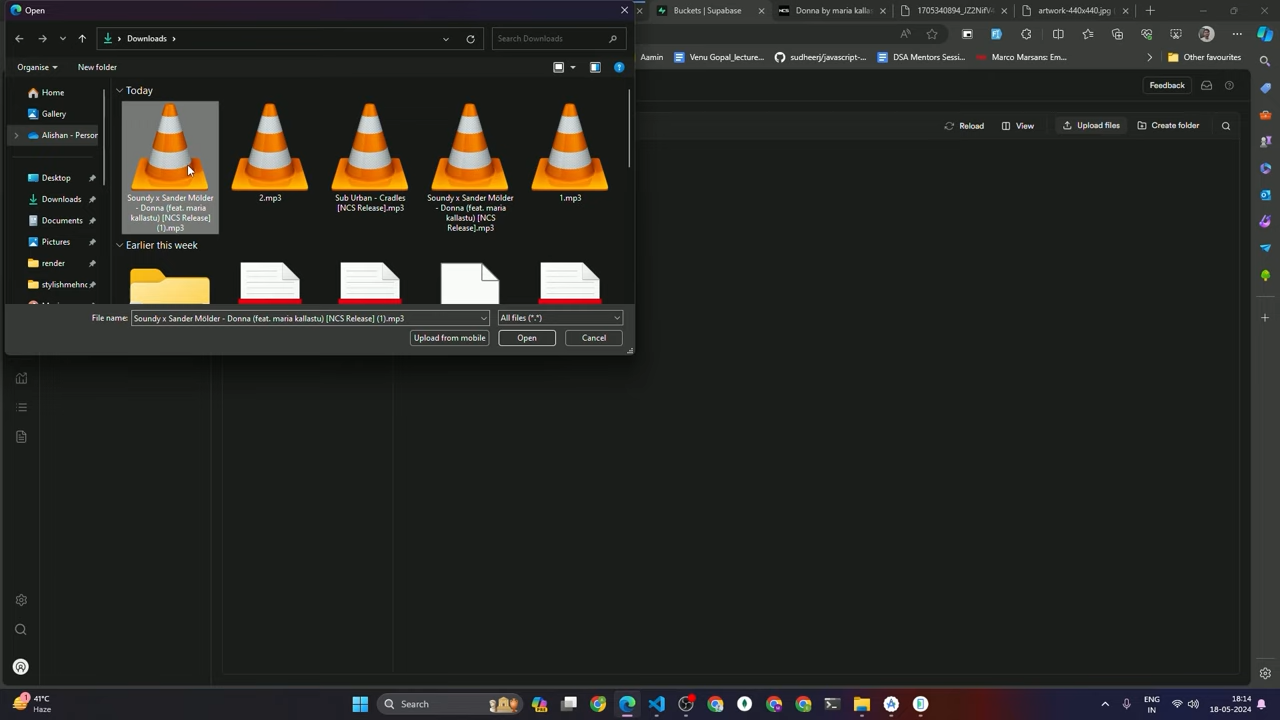 Open
Buckets | Supabase
Donna by maria kallas
1705340894_JZ2NifV4
artwork-440x440.jpg (
Downloads
Search Downloads
Aamin
Venu Gopal_lecture...
sudheerj/javascript-...
DSA Mentors Sessi...
Marco Marsans: Em...
Other favourites
Organise
New folder
Home
Today
Feedback
Gallery
Alishan - Person
Reload
View
Upload files
Create folder
Desktop
Downloads
Documents
Pictures
render
stylishmehnd
Soundy x Sander Mölder
- Donna (feat. maria
kallastu) [NCS Release]
(1).mp3
2.mp3
Sub Urban - Cradles
[NCS Release].mp3
Soundy x Sander Mölder
- Donna (feat. maria
kallastu) [NCS
Release].mp3
1.mp3
Earlier this week
File name:
Soundy x Sander Mölder - Donna (feat. maria kallastu) [NCS Release] (1).mp3
All files (*.*)
Upload from mobile
Open
Cancel
1
41°C
Haze
Search
ENG
IN
18:14
18-05-2024